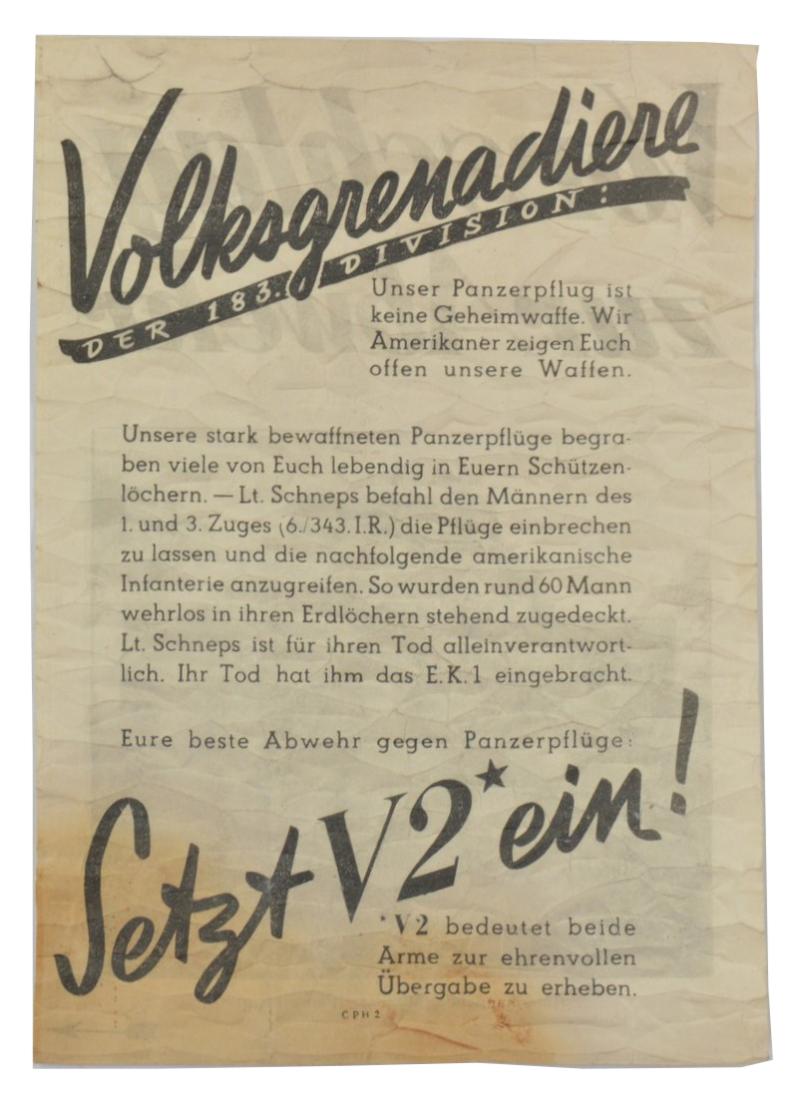 Volksgrenadiere
DER 183. DIVISION:
Unser Panzerpflug ist
keine Geheimwaffe. Wir
Amerikaner zeigen Euch
offen unsere Waffen.
Unsere stark bewaffneten Panzerpflüge begra-
ben viele von Euch lebendig in Euern Schützen-
löchern. — Lt. Schneps befahl den Männern des
1. und 3. Zuges (6./343. I.R.) die Pflüge einbrechen
zu lassen und die nachfolgende amerikanische
Infanterie anzugreifen. So wurden rund 60 Mann
wehrlos in ihren Erdlöchern stehend zugedeckt.
Lt. Schneps ist für ihren Tod alleinverantwort-
lich. Ihr Tod hat ihm das E.K.1 eingebracht.
Eure beste Abwehr gegen Panzerpflüge:
Setzt V2* ein!
*V2 bedeutet beide
Arme zur ehrenvollen
Übergabe zu erheben.
CPH 2